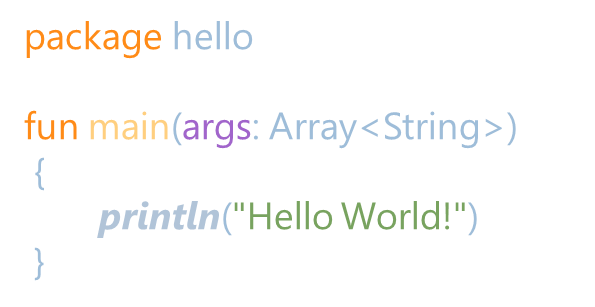 package hello
fun main(args: Array<String>)
{
println("Hello World!")
}